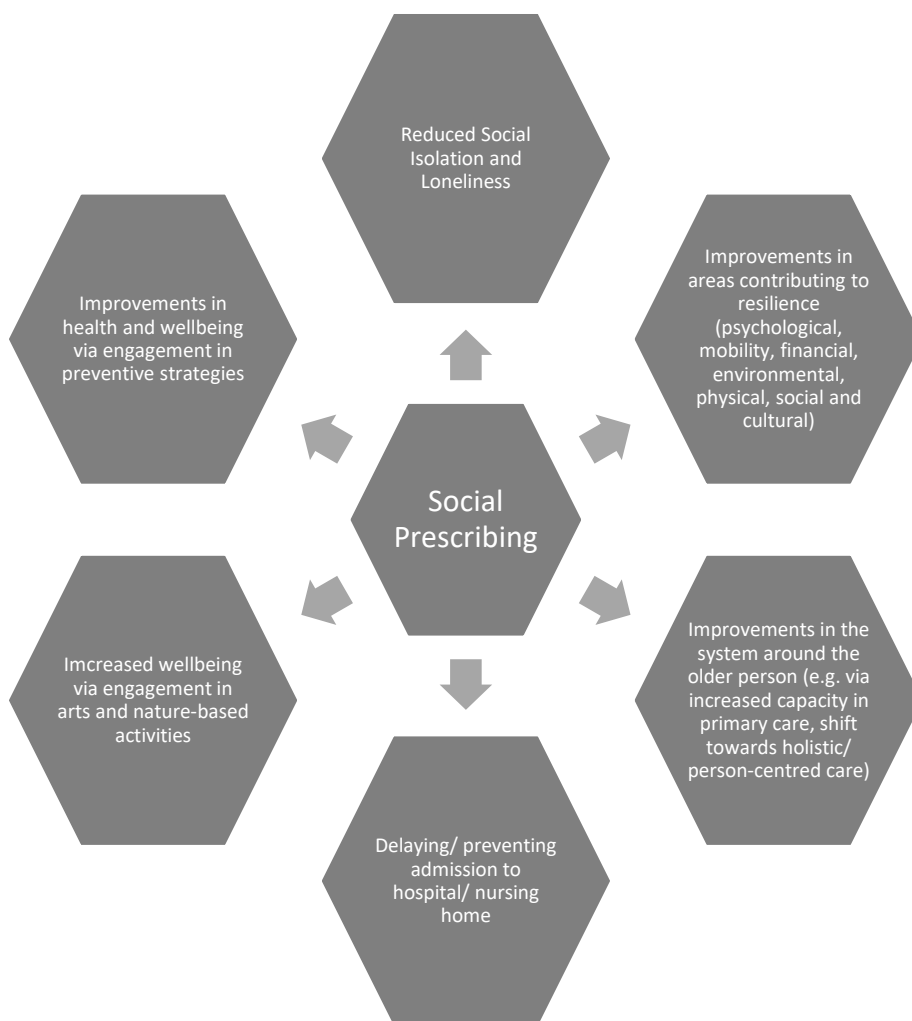 Reduced Social
Isolation and
Loneliness
Improvements in
health and wellbeing
via engagement in
preventive strategies
Improvements in
areas contributing to
resilience
(psychological,
mobility, financial,
environmental,
physical, social and
cultural)
Social
Prescribing
Imcreased wellbeing
via engagement in
arts and nature-based
activities
Improvements in the
system around the
older person (e.g. via
increased capacity in
primary care, shift
towards holistic/
person-centred care)
Delaying/ preventing
admission to
hospital/ nursing
home